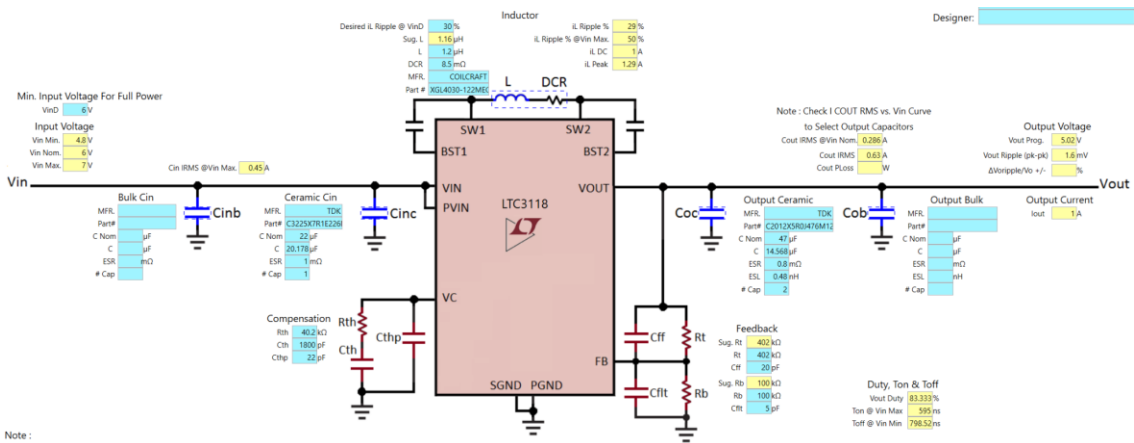 Designer:
Inductor
Desired iL Ripple @ VinD 30 %
Sug. L 1.16 µH
L 1.2 µH
DCR 8.5 mΩ
MFR. COILCRAFT
Part # XGL4030-122MEC
iL Ripple % 29 %
iL Ripple % @Vin Max. 50 %
iL DC 1 A
iL Peak 1.29 A
L DCR
Min. Input Voltage For Full Power
VinD 6 V
Input Voltage
Vin Min. 4.8 V
Vin Nom. 6 V
Vin Max. 7 V
Cin IRMS @Vin Max. 0.45 A
Note : Check I COUT RMS vs. Vin Curve
to Select Output Capacitors
Cout IRMS @Vin Nom. 0.286 A
Cout IRMS 0.63 A
Cout PLoss W
Output Voltage
Vout Prog. 5.02 V
Vout Ripple (pk-pk) 1.6 mV
ΔVoripple/Vo +/- %
SW1 SW2
BST1 BST2
Vin
VIN VOUT
PVIN
LTC3118
Vout
Bulk Cin
MFR.
Part#
C Nom µF
C µF
ESR mΩ
# Cap
Cinb
Ceramic Cin
MFR. TDK
Part# C3225X7R1E226
C Nom 22 µF
C 20.178 µF
ESR 1 mΩ
# Cap 1
Cinc
Coc
Output Ceramic
MFR. TDK
Part# C2012X5R0J476M12
C Nom 47 µF
C 14.568 µF
ESR 0.8 mΩ
ESL 0.48 nH
# Cap 2
Cob
Output Bulk
MFR.
Part#
C Nom µF
C µF
ESR mΩ
ESL nH
# Cap
Output Current
Iout 1 A
VC
Compensation
Rth 40.2 kΩ
Cth 1800 pF
Cthp 22 pF
Rth
Cthp
Cth
FB
SGND PGND
Cff Rt
Cflt Rb
Feedback
Sug. Rt 402 kΩ
Rt 402 kΩ
Cff 20 pF
Sug. Rb 100 kΩ
Rb 100 kΩ
Cflt 5 pF
Duty, Ton & Toff
Vout Duty 83.333 %
Ton @ Vin Max 595 ns
Toff @ Vin Min 798.52 ns
Note :